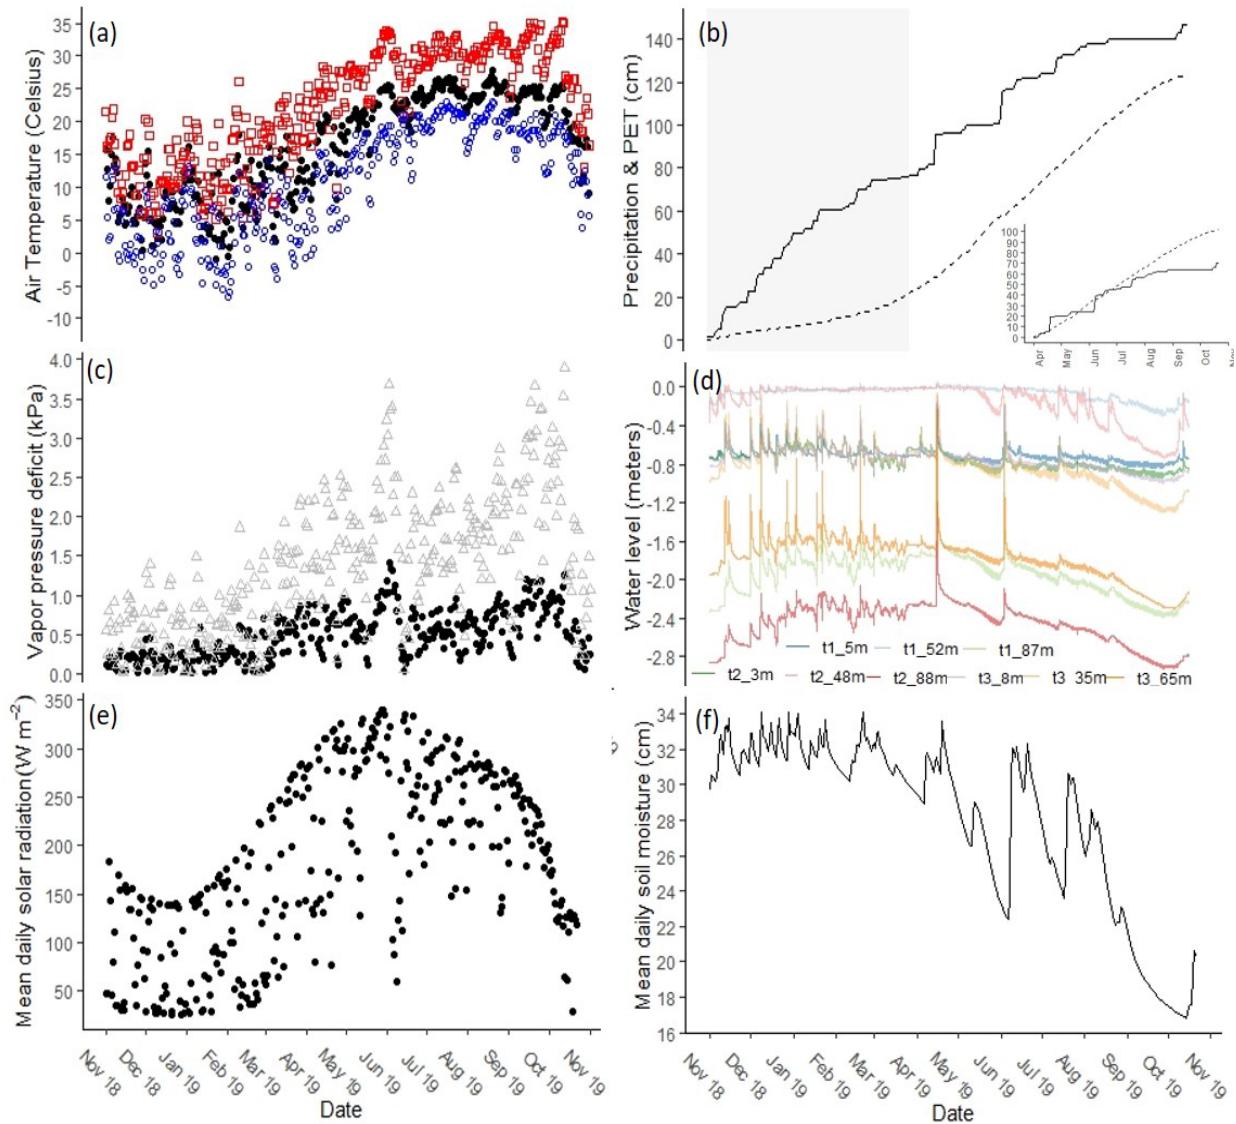 (a)
Air Temperature (Celsius)
35
30
25
20
15
10
5
0
-5
-10
(b)
Precipitation & PET (cm)
140
120
100
80
60
40
20
0
100
90
80
70
60
50
40
30
20
10
0
Apr
May
Jun
Jul
Aug
Sep
Oct
Nov
(c)
Vapor pressure deficit (kPa)
4.0
3.5
3.0
2.5
2.0
1.5
1.0
0.5
0.0
(d)
Water level (meters)
0.0
-0.4
-0.8
-1.2
-1.6
-2.0
-2.4
-2.8
t1_5m t1_52m t1_87m
t2_3m t2_48m t2_88m t3_8m t3_35m t3_65m
(e)
Mean daily solar radiation(W m−2)
350
300
250
200
150
100
50
Nov 18
Dec 18
Jan 19
Feb 19
Mar 19
Apr 19
May 19
Jun 19
Jul 19
Aug 19
Sep 19
Oct 19
Nov 19
Date
(f)
Mean daily soil moisture (cm)
34
32
30
28
26
24
22
20
18
16
Nov 18
Dec 18
Jan 19
Feb 19
Mar 19
Apr 19
May 19
Jun 19
Jul 19
Aug 19
Sep 19
Oct 19
Nov 19
Date